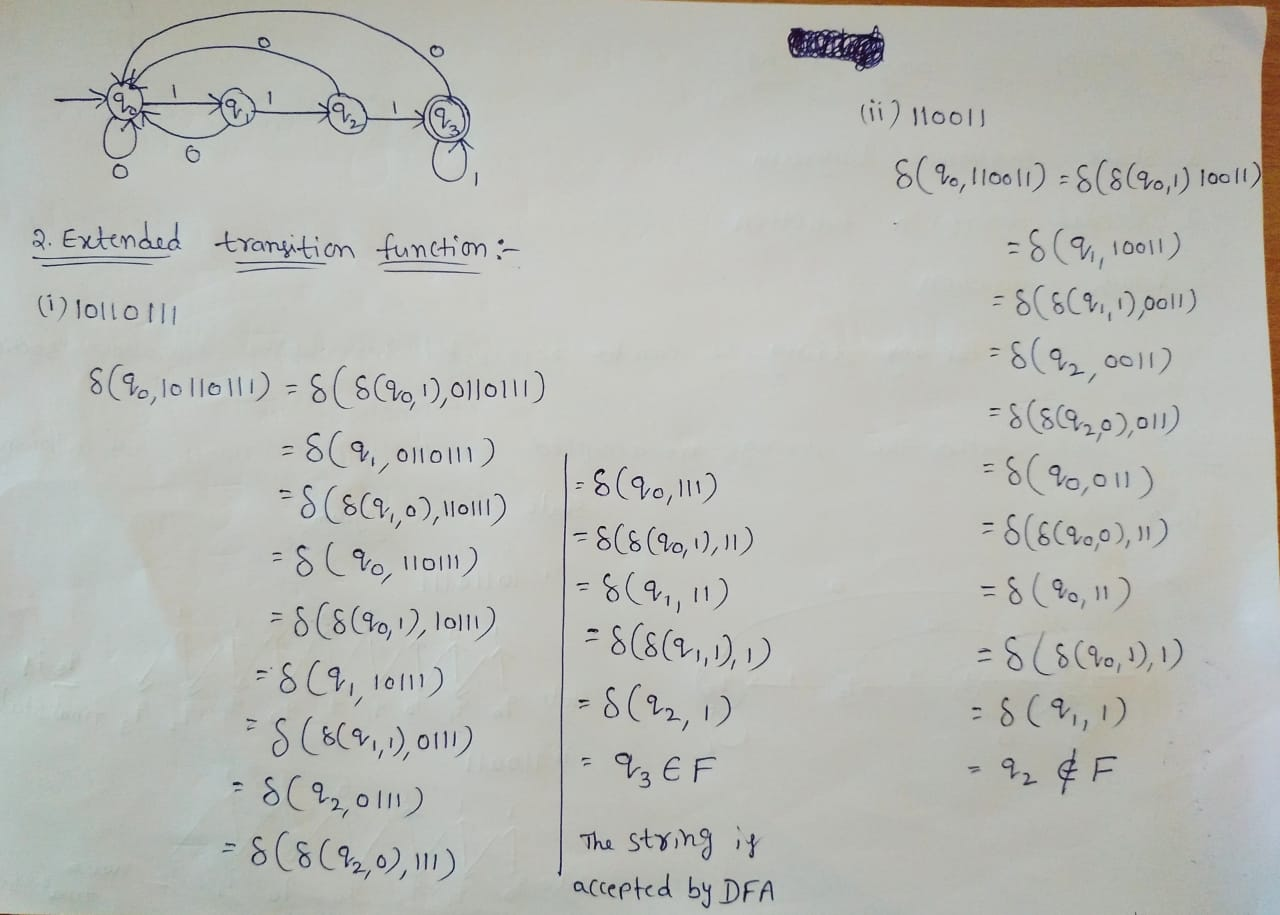 0
0
q₀ 1 q₁ 1 q₂ 1 q₃
0
0
1
2. Extended transition function :-
(i) 10110111
δ(q₀,10110111) = δ(δ(q₀,1),0110111)
= δ(q₁,0110111)
= δ(δ(q₁,0),110111)
= δ(q₀,110111)
= δ(δ(q₀,1),10111)
= δ(q₁,10111)
= δ(δ(q₁,1),0111)
= δ(q₂,0111)
= δ(δ(q₂,0),111)
= δ(q₀,111)
= δ(δ(q₀,1),11)
= δ(q₁,11)
= δ(δ(q₁,1),1)
= δ(q₂,1)
= q₃ ∈ F
The string is
accepted by DFA
(ii) 110011
δ(q₀,110011) = δ(δ(q₀,1) 10011)
= δ(q₁,10011)
= δ(δ(q₁,1),0011)
= δ(q₂,0011)
= δ(δ(q₂,0),011)
= δ(q₀,011)
= δ(δ(q₀,0),11)
= δ(q₀,11)
= δ(δ(q₀,1),1)
= δ(q₁,1)
= q₂ ∉ F